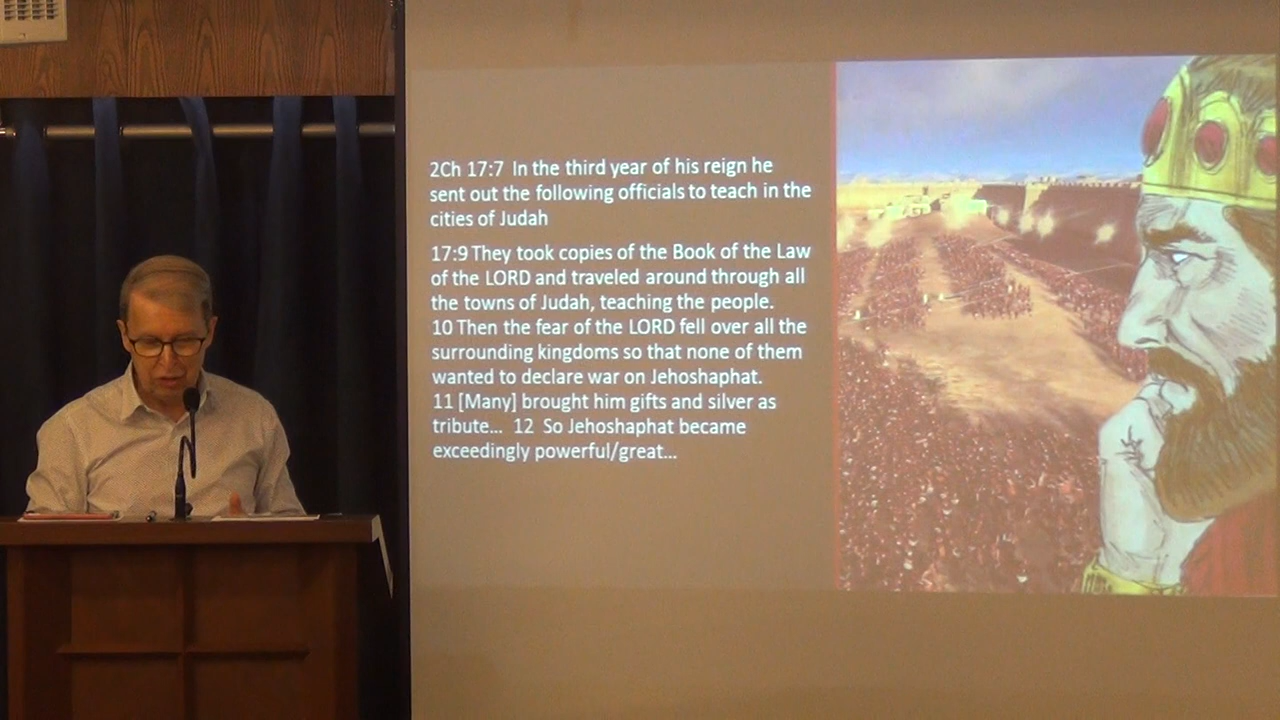 2Ch 17:7 In the third year of his reign he
sent out the following officials to teach in the
cities of Judah
17:9 They took copies of the Book of the Law
of the LORD and traveled around through all
the towns of Judah, teaching the people.
10 Then the fear of the LORD fell over all the
surrounding kingdoms so that none of them
wanted to declare war on Jehoshaphat.
11 [Many] brought him gifts and silver as
tribute... 12 So Jehoshaphat became
exceedingly powerful/great...